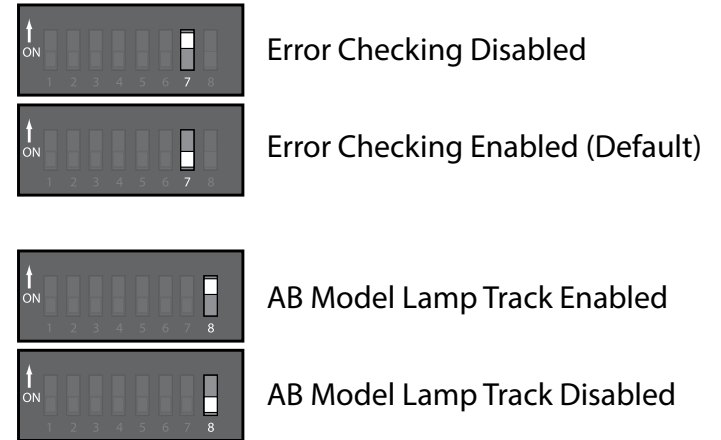 ON
1 2 3 4 5 6 7 8
Error Checking Disabled
ON
1 2 3 4 5 6 7 8
Error Checking Enabled (Default)
ON
1 2 3 4 5 6 7 8
AB Model Lamp Track Enabled
ON
1 2 3 4 5 6 7 8
AB Model Lamp Track Disabled